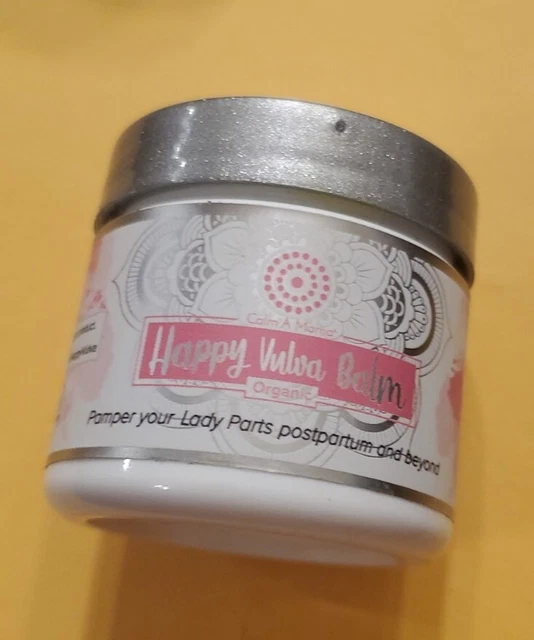 Calm A Mama
Happy Vulva Balm
Organic
Pamper your Lady Parts postpartum and beyond